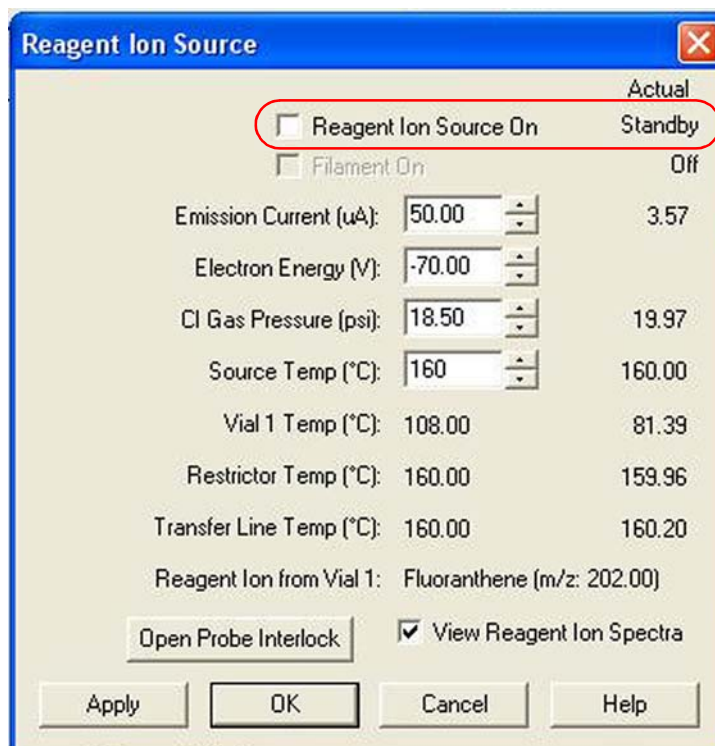 Reagent Ion Source
Actual
Reagent Ion Source On Standby
Filament On Off
Emission Current (uA): 50.00 3.57
Electron Energy (V): -70.00
CI Gas Pressure (psi): 18.50 19.97
Source Temp (°C): 160 160.00
Vial 1 Temp (°C): 108.00 81.39
Restrictor Temp (°C): 160.00 159.96
Transfer Line Temp (°C): 160.00 160.20
Reagent Ion from Vial 1: Fluoranthene (m/z: 202.00)
Open Probe Interlock View Reagent Ion Spectra
Apply OK Cancel Help